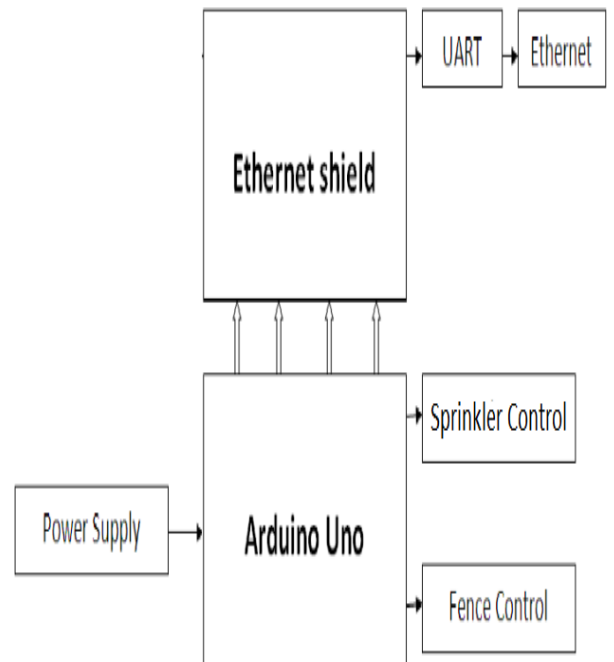 UART
Ethernet
Ethernet shield
Sprinkler Control
Power Supply
Arduino Uno
Fence Control